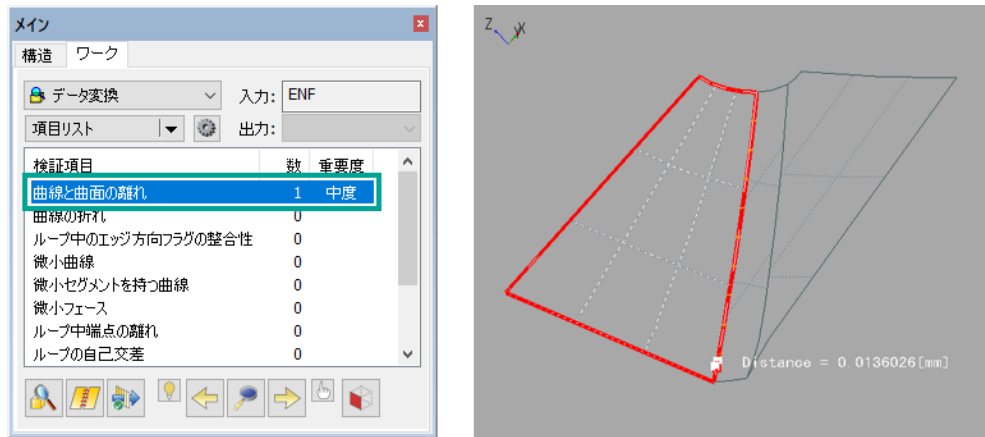 メイン
構造 ワーク
データ変換 入力: ENF
項目リスト 出力:
検証項目 数 重要度
曲線と曲面の離れ 1 中度
曲線の折れ 0
ループ中のエッジ方向フラグの整合性 0
微小曲線 0
微小セグメントを持つ曲線 0
微小フェース 0
ループ中端点の離れ 0
ループの自己交差 0
Z X
Distance = 0.0136026[mm]